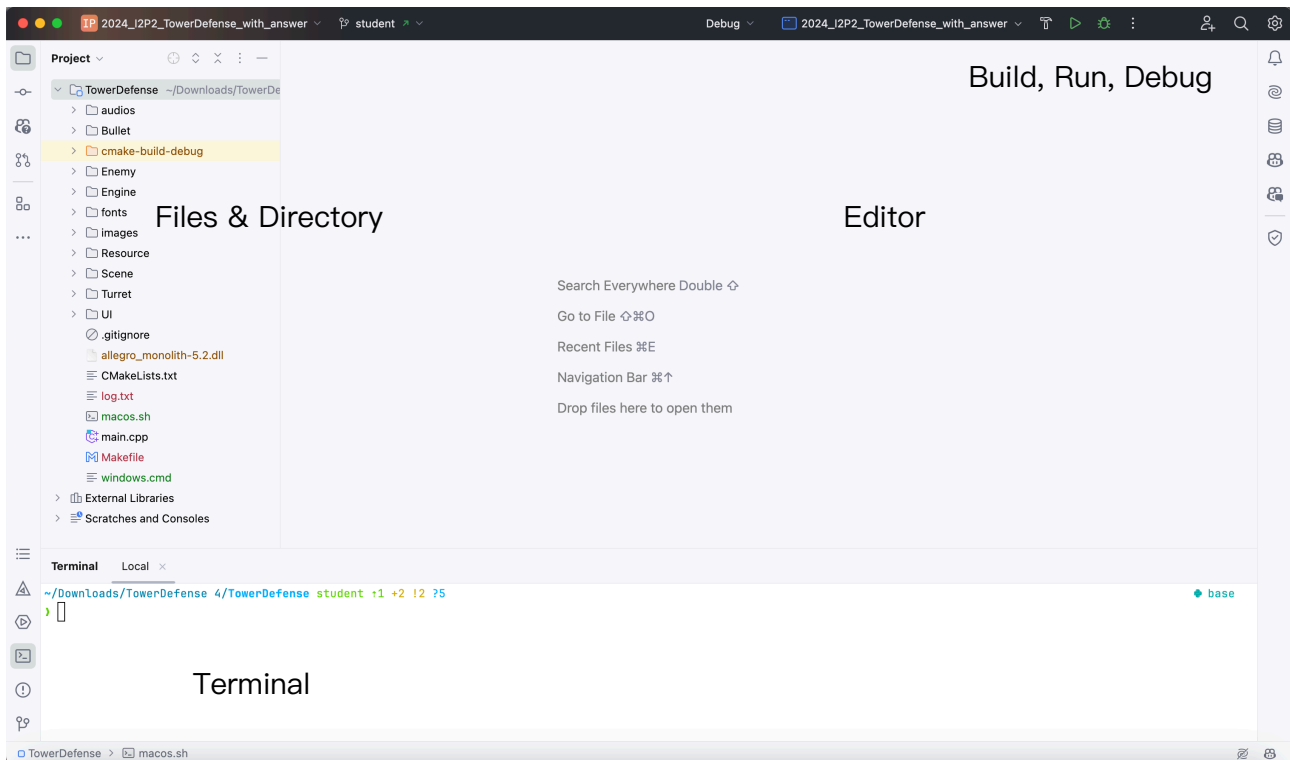 IP 2024_I2P2_TowerDefense_with_answer student Debug 2024_I2P2_TowerDefense_with_answer
Project
Build, Run, Debug
TowerDefense ~/Downloads/TowerDe
audios
Bullet
cmake-build-debug
Enemy
Engine
fonts
Files & Directory
Editor
images
Resource
Scene
Turret
UI
.gitignore
allegro_monolith-5.2.dll
CMakeLists.txt
log.txt
macos.sh
main.cpp
Makefile
windows.cmd
External Libraries
Scratches and Consoles
Search Everywhere Double ⇧
Go to File ⇧⌘O
Recent Files ⌘E
Navigation Bar ⌘↑
Drop files here to open them
Terminal Local ×
~/Downloads/TowerDefense 4/TowerDefense student ⇡1 +2 !2 ?5 base
❯
Terminal
TowerDefense > macos.sh